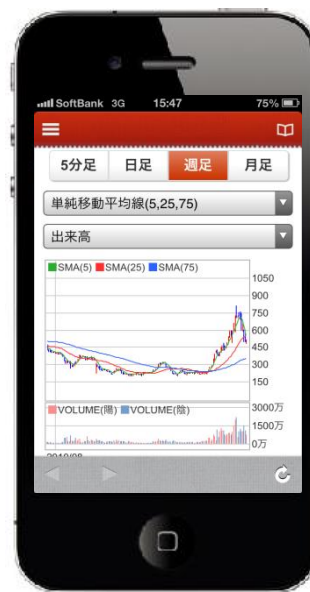 SoftBank 3G 15:47 75%
5分足 日足 週足 月足
単純移動平均線(5,25,75)
出来高
SMA(5) SMA(25) SMA(75)
1050
900
750
600
450
300
150
VOLUME(陽) VOLUME(陰)
3000万
1500万
0万